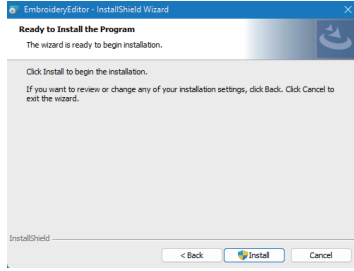 EmbroideryEditor - InstallShield Wizard
Ready to Install the Program
The wizard is ready to begin installation.
Click Install to begin the installation.
If you want to review or change any of your installation settings, click Back. Click Cancel to
exit the wizard.
InstallShield
< Back
Install
Cancel